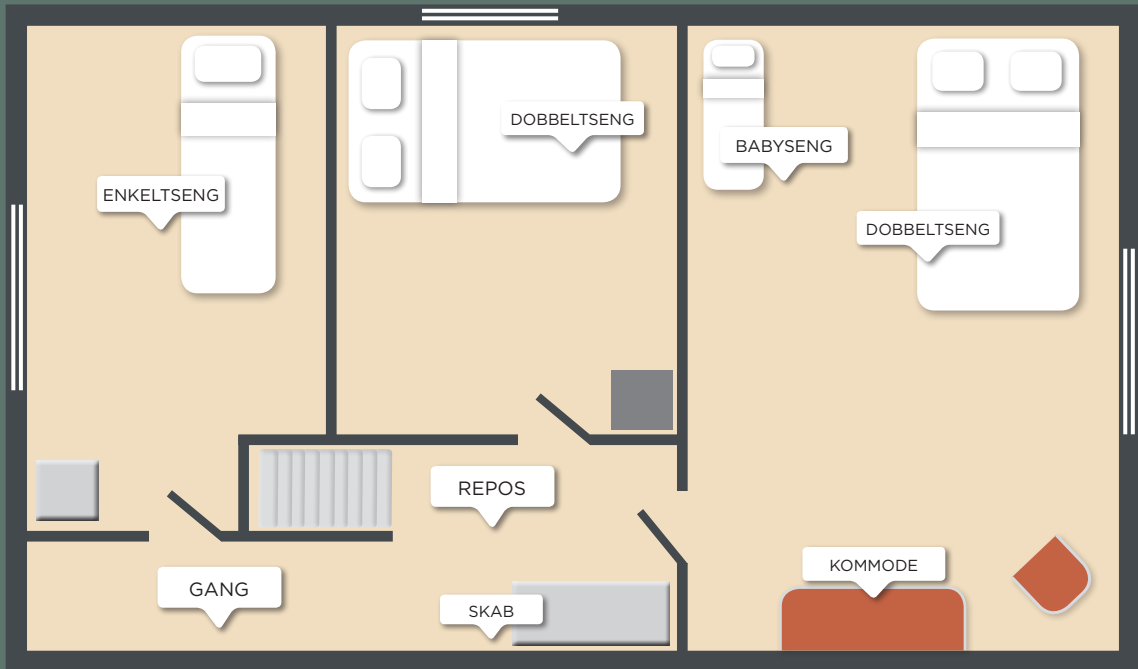 DOBBELTSENG
BABYSENG
ENKELTSENG
DOBBELTSENG
REPOS
KOMMODE
GANG
SKAB